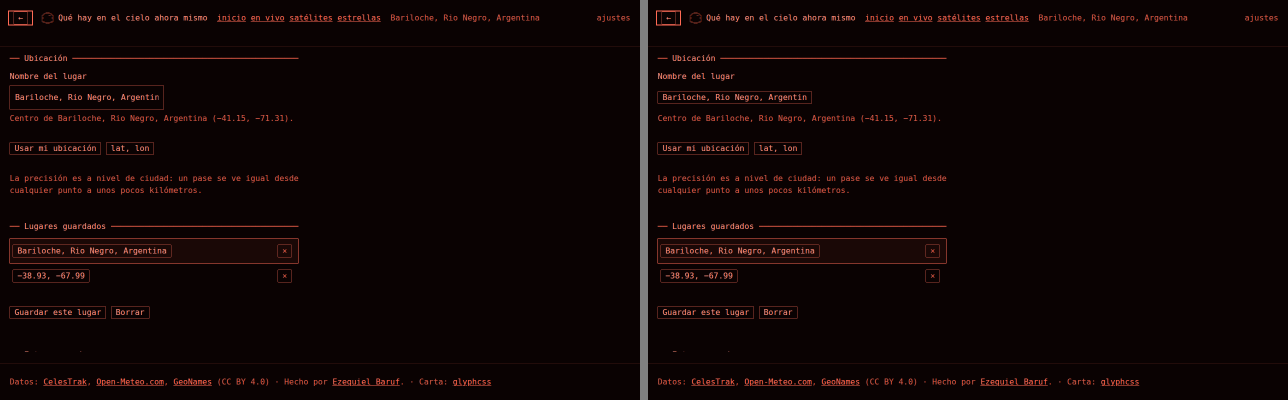 ← Qué hay en el cielo ahora mismo inicio en vivo satélites estrellas Bariloche, Rio Negro, Argentina ajustes
Ubicación
Nombre del lugar
Bariloche, Rio Negro, Argentin
Centro de Bariloche, Rio Negro, Argentina (−41.15, −71.31).
Usar mi ubicación lat, lon
La precisión es a nivel de ciudad: un pase se ve igual desde
cualquier punto a unos pocos kilómetros.
Lugares guardados
Bariloche, Rio Negro, Argentina ×
−38.93, −67.99 ×
Guardar este lugar Borrar
Datos: CelesTrak, Open-Meteo.com, GeoNames (CC BY 4.0) · Hecho por Ezequiel Baruf. · Carta: glyphcss
← Qué hay en el cielo ahora mismo inicio en vivo satélites estrellas Bariloche, Rio Negro, Argentina ajustes
Ubicación
Nombre del lugar
Bariloche, Rio Negro, Argentin
Centro de Bariloche, Rio Negro, Argentina (−41.15, −71.31).
Usar mi ubicación lat, lon
La precisión es a nivel de ciudad: un pase se ve igual desde
cualquier punto a unos pocos kilómetros.
Lugares guardados
Bariloche, Rio Negro, Argentina ×
−38.93, −67.99 ×
Guardar este lugar Borrar
Datos: CelesTrak, Open-Meteo.com, GeoNames (CC BY 4.0) · Hecho por Ezequiel Baruf. · Carta: glyphcss